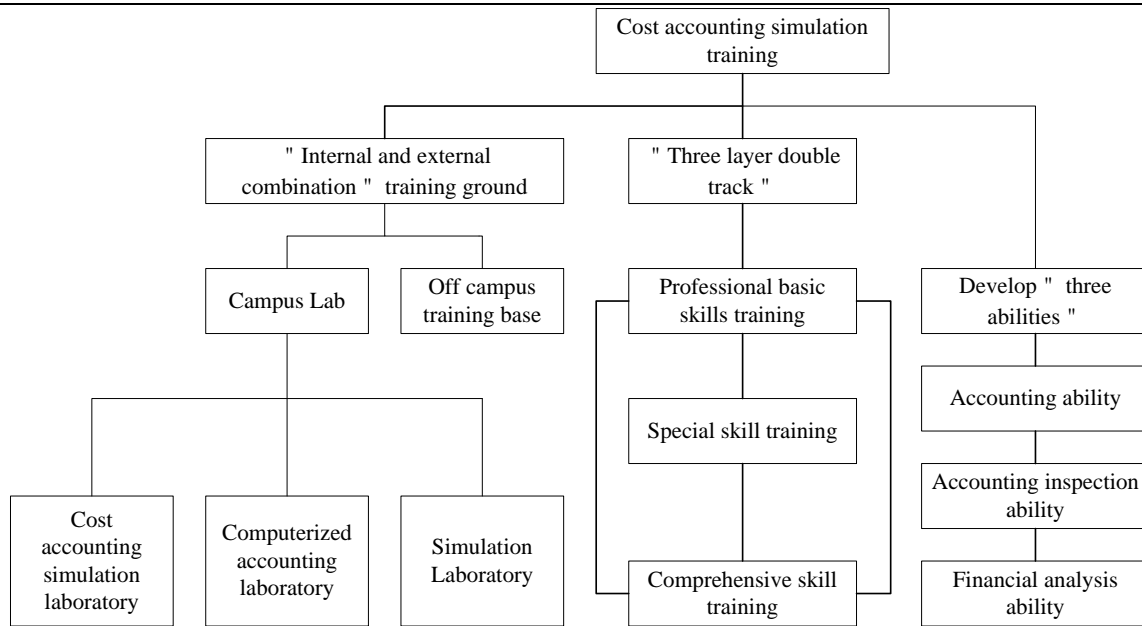 Cost accounting simulation
training
" Internal and external
combination " training ground
" Three layer double
track "
Campus Lab
Off campus
training base
Professional basic
skills training
Develop " three
abilities "
Accounting ability
Special skill training
Accounting inspection
ability
Cost
accounting
simulation
laboratory
Computerized
accounting
laboratory
Simulation
Laboratory
Comprehensive skill
training
Financial analysis
ability